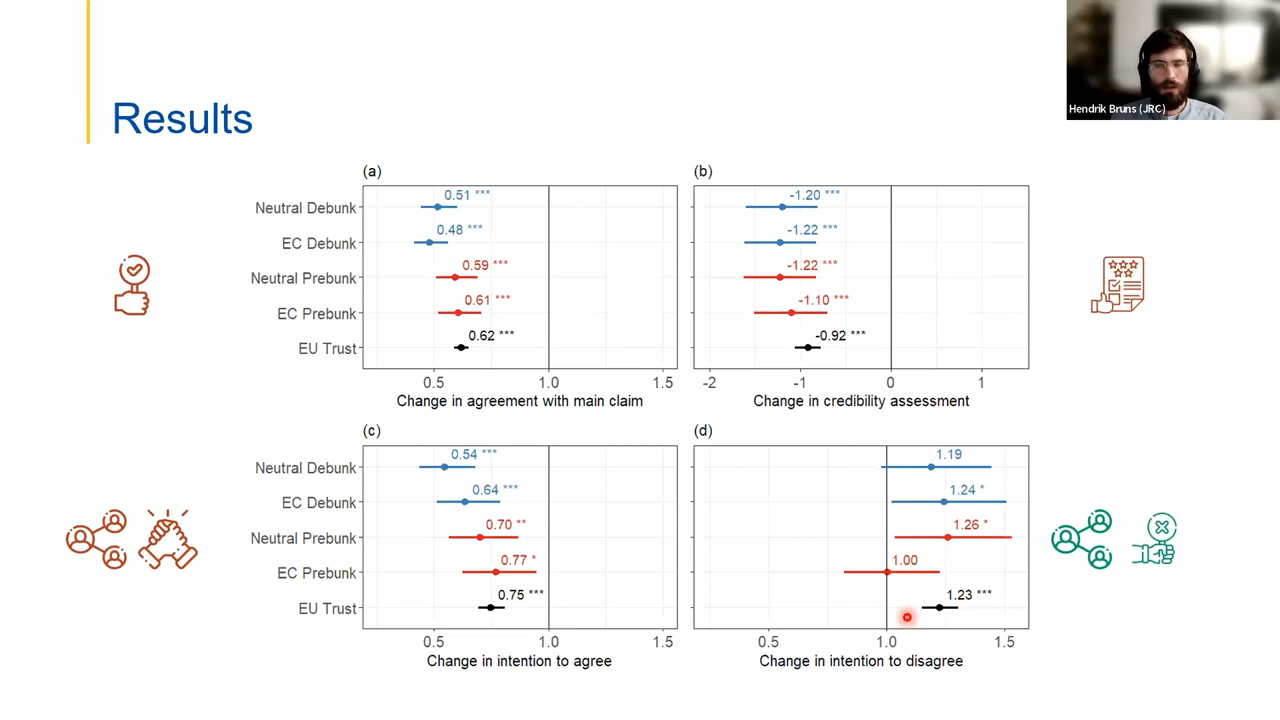 Hendrik Bruns (JRC)
Results
(a)
Neutral Debunk 0.51 ***
EC Debunk 0.48 ***
Neutral Prebunk 0.59 ***
EC Prebunk 0.61 ***
EU Trust 0.62 ***
0.5 1.0 1.5
Change in agreement with main claim
(b)
-1.20 ***
-1.22 ***
-1.22 ***
-1.10 ***
-0.92 ***
-2 -1 0 1
Change in credibility assessment
(c)
Neutral Debunk 0.54 ***
EC Debunk 0.64 ***
Neutral Prebunk 0.70 **
EC Prebunk 0.77 *
EU Trust 0.75 ***
0.5 1.0 1.5
Change in intention to agree
(d)
1.19
1.24 *
1.26 *
1.00
1.23 ***
0.5 1.0 1.5
Change in intention to disagree